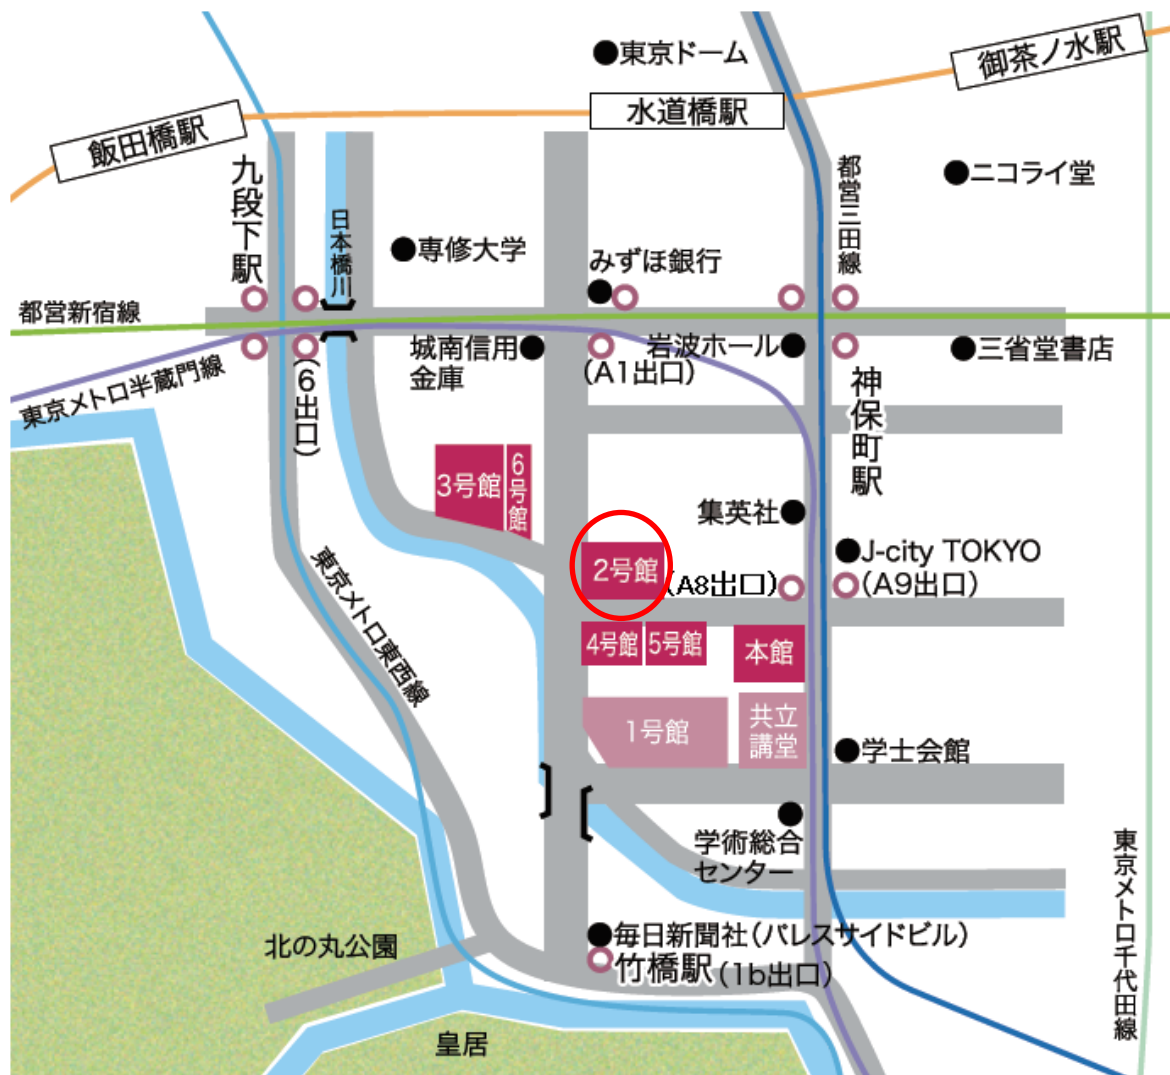 東京ドーム
御茶ノ水駅
水道橋駅
飯田橋駅
九段下駅
日本橋川
都営三田線
ニコライ堂
専修大学
みずほ銀行
都営新宿線
城南信用
金庫
(A1出口)
岩波ホール
三省堂書店
東京メトロ半蔵門線
(6出口)
神保町駅
3号館
6号館
集英社
2号館
(A8出口)
J-city TOKYO
(A9出口)
東京メトロ東西線
4号館
5号館
本館
1号館
共立
講堂
学士会館
学術総合
センター
東京メトロ千代田線
北の丸公園
毎日新聞社(パレスサイドビル)
竹橋駅(1b出口)
皇居